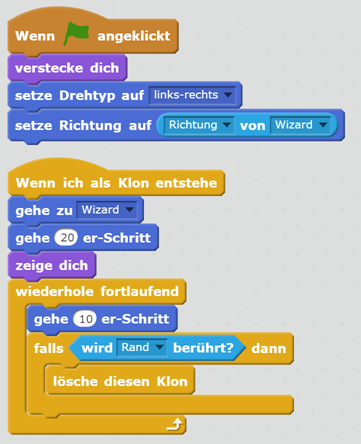 Wenn angeklickt
verstecke dich
setze Drehtyp auf links-rechts
setze Richtung auf Richtung von Wizard
Wenn ich als Klon entstehe
gehe zu Wizard
gehe 20 er-Schritt
zeige dich
wiederhole fortlaufend
gehe 10 er-Schritt
falls wird Rand berührt? dann
lösche diesen Klon